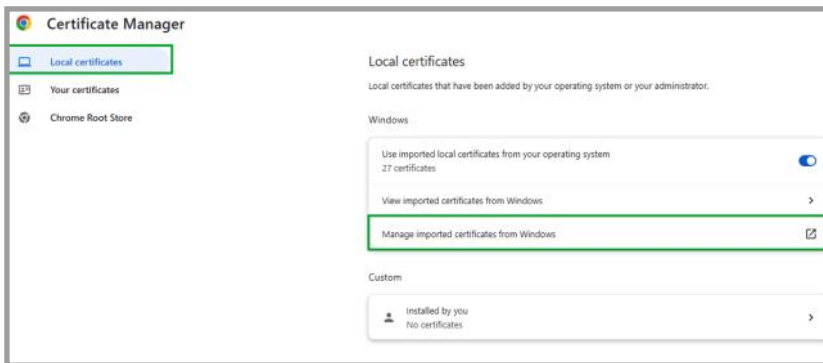 Certificate Manager
Local certificates
Your certificates
Chrome Root Store
Local certificates
Local certificates that have been added by your operating system or your administrator.
Windows
Use imported local certificates from your operating system
27 certificates
View imported certificates from Windows
Manage imported certificates from Windows
Custom
Installed by you
No certificates